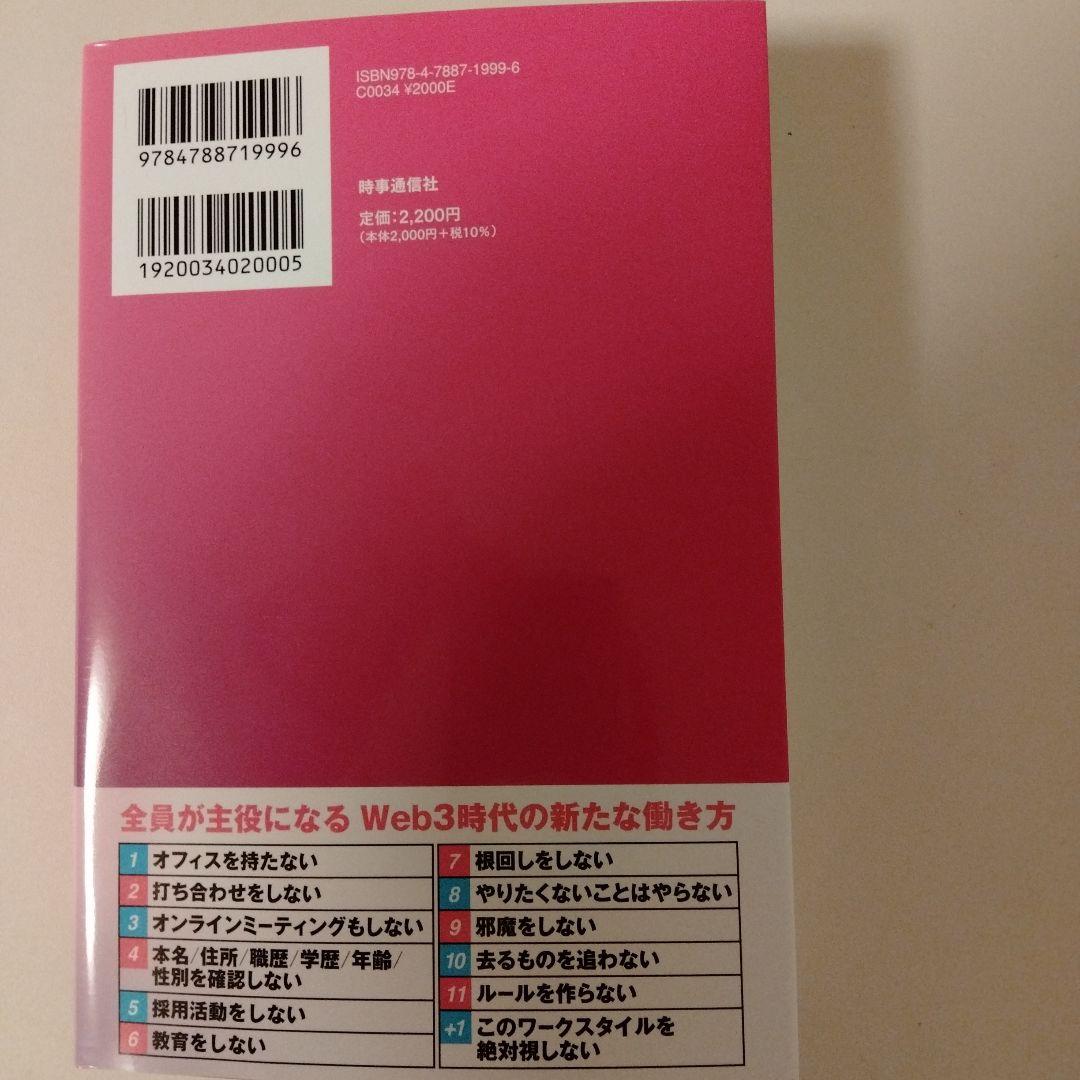 ISBN978-4-7887-1999-6
C0034 ¥2000E
9784788719996
時事通信社
1920034020005
定価：2,200円
（本体2,000円＋税10％）
全員が主役になる Web3時代の新たな働き方
1 オフィスを持たない
2 打ち合わせをしない
3 オンラインミーティングもしない
4 本名/住所/職歴/学歴/年齢/
性別を確認しない
5 採用活動をしない
6 教育をしない
7 根回しをしない
8 やりたくないことはやらない
9 邪魔をしない
10 去るものを追わない
11 ルールを作らない
+1 このワークスタイルを
絶対視しない